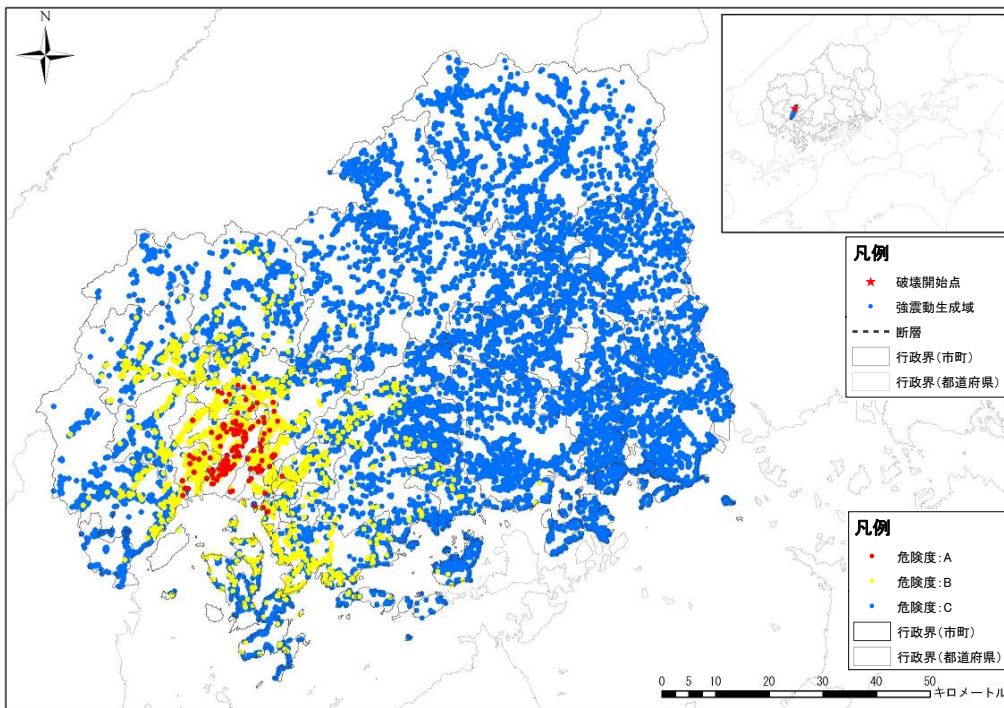 N
凡例
破壊開始点
強震動生成域
断層
行政界(市町)
行政界(都道府県)
凡例
危険度:A
危険度:B
危険度:C
行政界(市町)
行政界(都道府県)
0 5 10 20 30 40 50
キロメートル